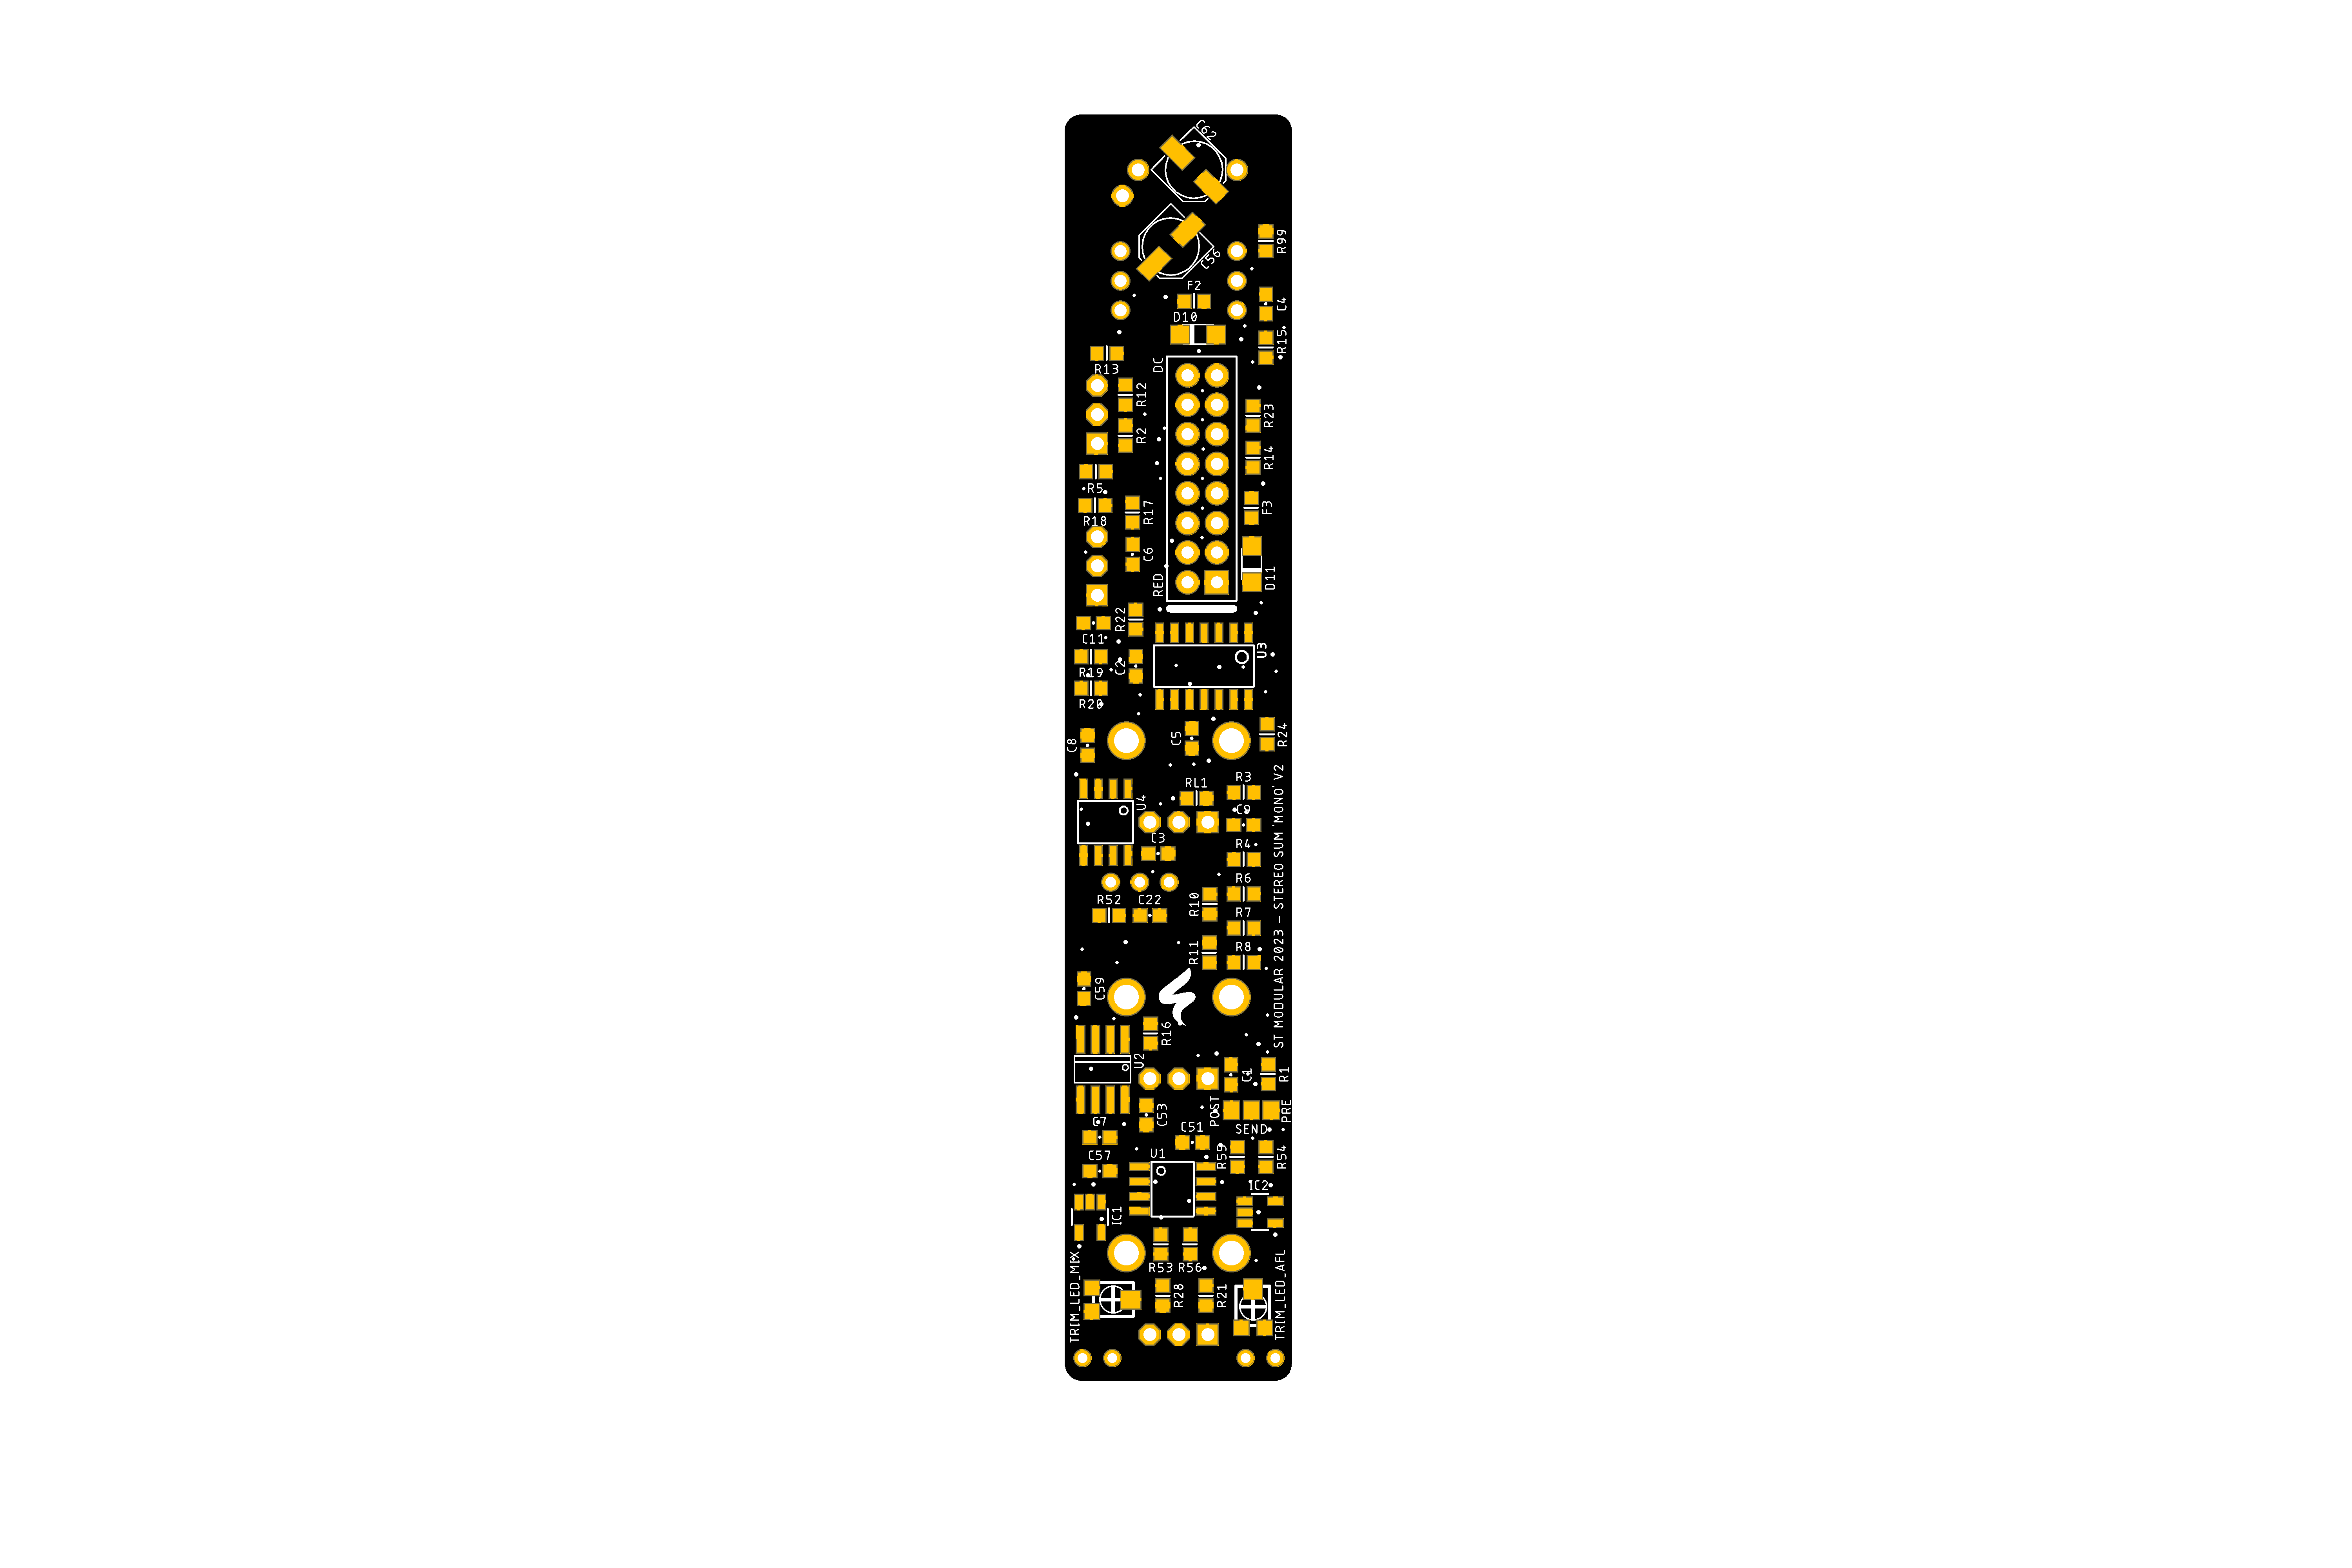 C62
R99
C56
F2
C4
D10
R15
DC
R13
R12
R23
R2
R14
R5
R18
R17
F3
C6
RED
D11
R22
C11
U3
C2
R19
R20
C8
C5
R24
ST MODULAR 2023 - STEREO SUM 'MONO' V2
R3
RL1
U4
C9
C3
R4
R6
R52
C22
R10
R7
R11
R8
C59
R16
U2
C1
R1
POST
PRE
C53
C7
C51
SEND
C57
U1
R55
R54
IC2
IC1
TRIM_LED_MIX
R53
R56
TRIM_LED_AFL
R28
R21